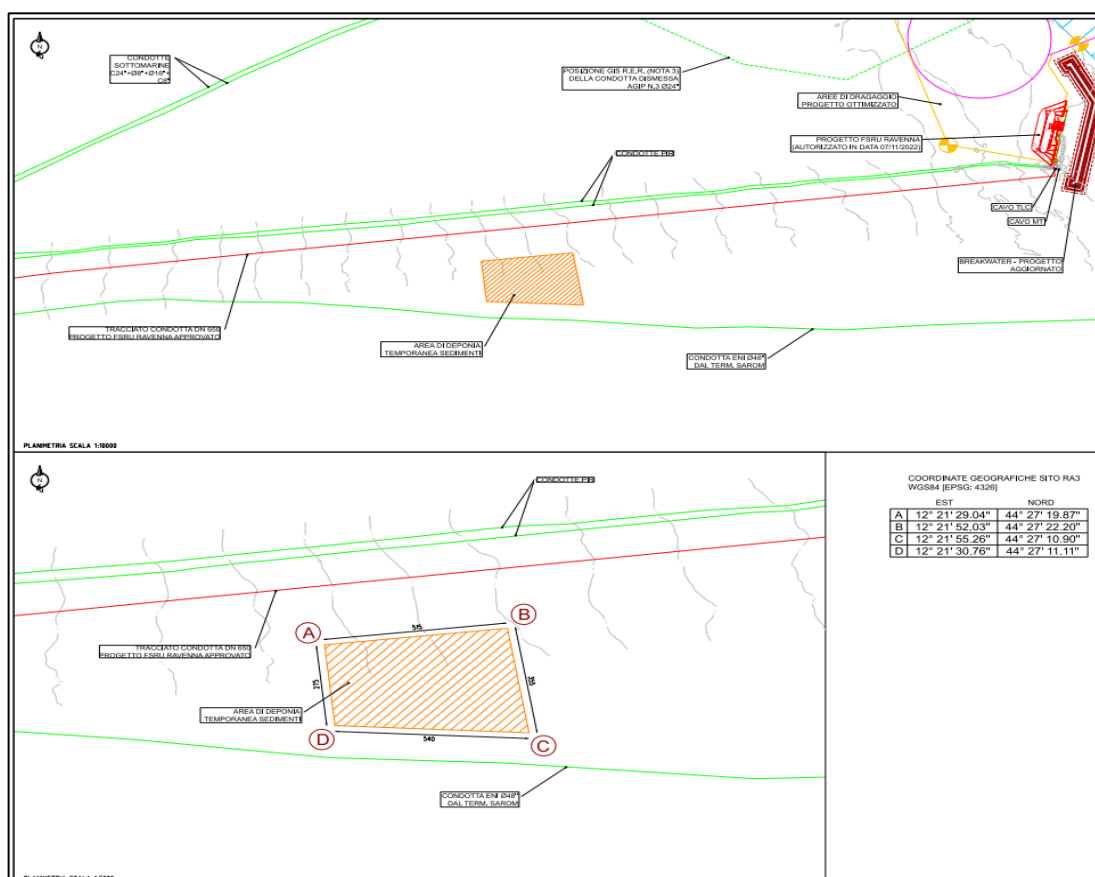 N
CONDOTTE
SOTTOMARINE
C24"+Ø8"+Ø16"+
C8"
POSIZIONE GIS R.E.R. (NOTA 3)
DELLA CONDOTTA DISMESSA
AGIP N.3 Ø24"
AREE DI DRAGAGGIO
PROGETTO OTTIMIZZATO
PROGETTO FSRU RAVENNA
(AUTORIZZATO IN DATA 07/11/2022)
CONDOTTE PIR
CAVO TLC
CAVO MT
BREAKWATER - PROGETTO
AGGIORNATO
TRACCIATO CONDOTTA DN 650
PROGETTO FSRU RAVENNA APPROVATO
AREA DI DEPONIA
TEMPORANEA SEDIMENTI
CONDOTTA ENI Ø48"
DAL TERM. SAROM
PLANIMETRIA SCALA 1:10000
N
CONDOTTE PIR
A
B
515
275
355
540
D
C
TRACCIATO CONDOTTA DN 650
PROGETTO FSRU RAVENNA APPROVATO
AREA DI DEPONIA
TEMPORANEA SEDIMENTI
CONDOTTA ENI Ø48"
DAL TERM. SAROM
COORDINATE GEOGRAFICHE SITO RA3
WGS84 [EPSG: 4326]
EST NORD
A 12° 21' 29.04" 44° 27' 19.87"
B 12° 21' 52,03" 44° 27' 22.20"
C 12° 21' 55.26" 44° 27' 10.90"
D 12° 21' 30.76" 44° 27' 11.11"